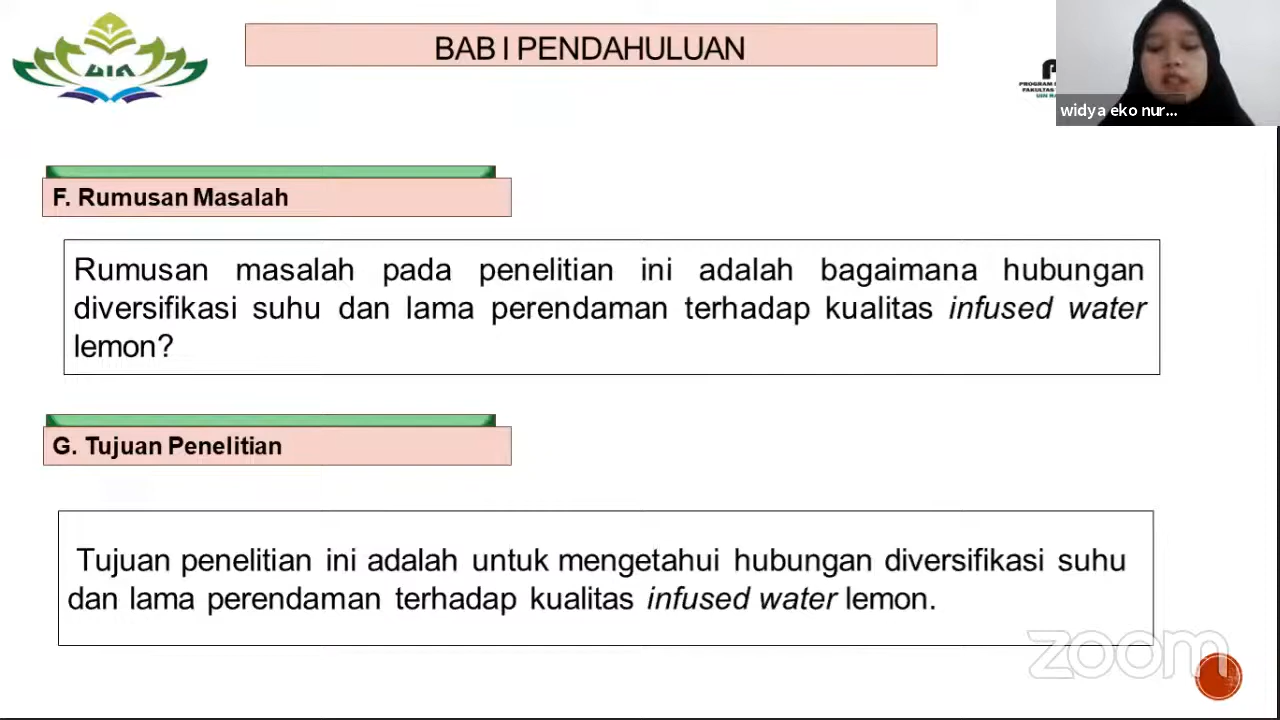 BAB I PENDAHULUAN
UIN
widya eko nur...
F. Rumusan Masalah
Rumusan masalah pada penelitian ini adalah bagaimana hubungan
diversifikasi suhu dan lama perendaman terhadap kualitas infused water
lemon?
G. Tujuan Penelitian
Tujuan penelitian ini adalah untuk mengetahui hubungan diversifikasi suhu
dan lama perendaman terhadap kualitas infused water lemon.
zoom